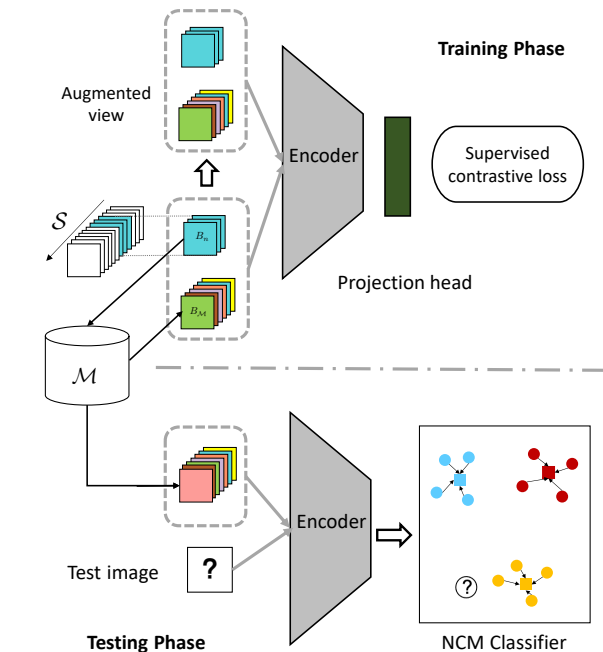 Training Phase
Augmented
view
Encoder
Supervised
contrastive loss
𝒮
B_n
Projection head
B_ℳ
ℳ
Encoder
?
Test image
?
Testing Phase
NCM Classifier